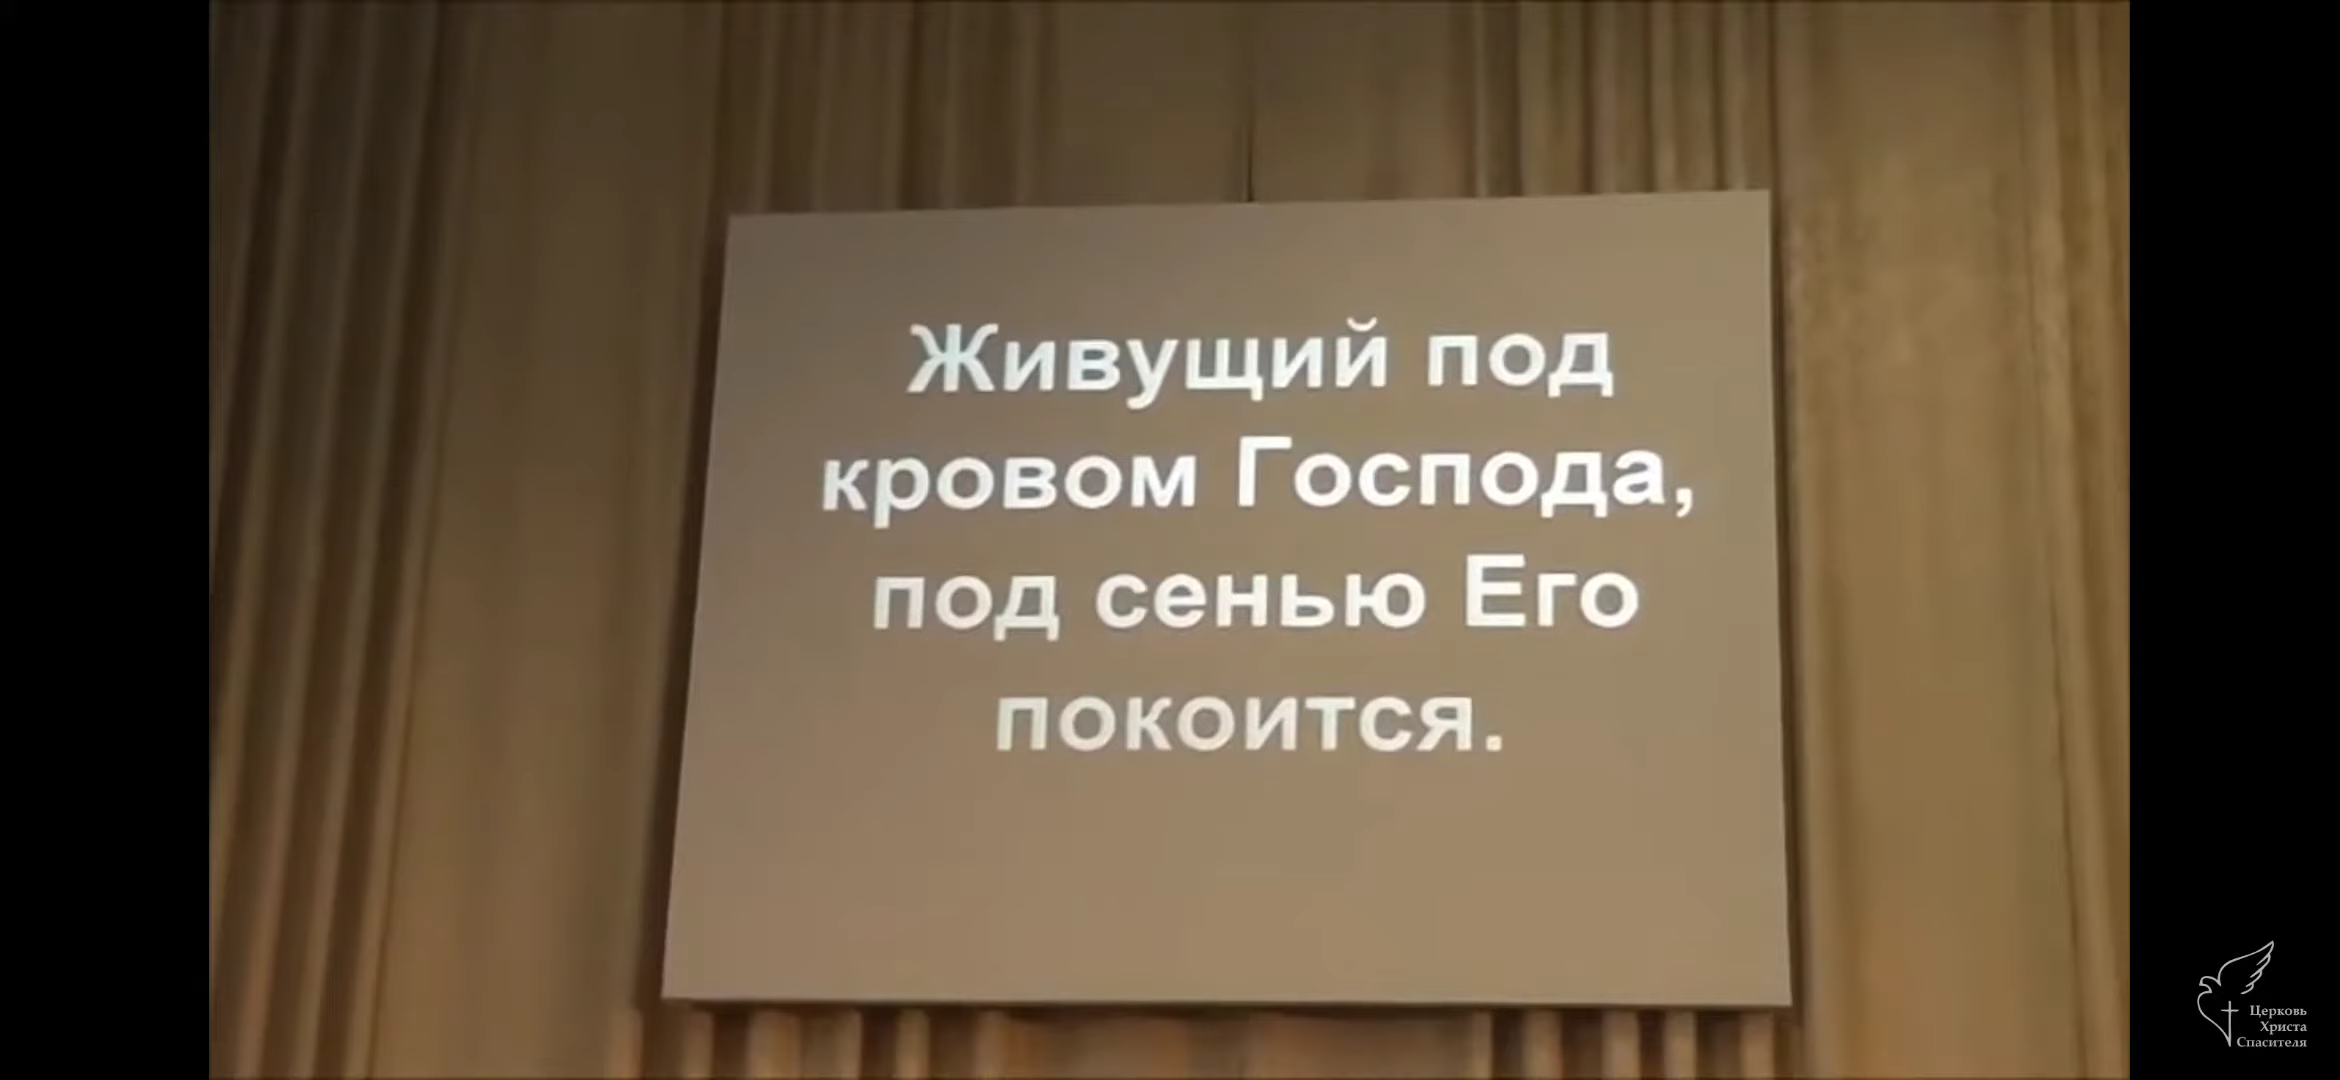 Живущий под
кровом Господа,
под сенью Его
покоится.
Церковь
Христа
Спасителя